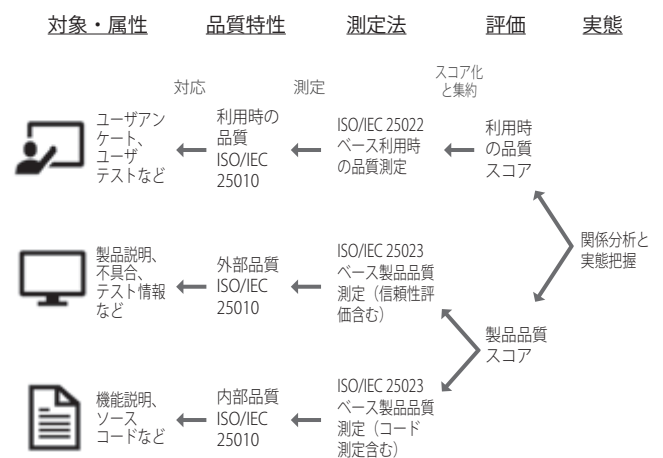 対象・属性
品質特性
測定法
評価
実態
対応
測定
スコア化
と集約
ユーザアン
ケート、
ユーザ
テストなど
利用時の
品質
ISO/IEC
25010
ISO/IEC 25022
ベース利用時
の品質測定
利用時
の品質
スコア
関係分析と
実態把握
製品説明、
不具合、
テスト情報
など
外部品質
ISO/IEC
25010
ISO/IEC 25023
ベース製品品質
測定（信頼性評
価含む）
製品品質
スコア
機能説明、
ソース
コードなど
内部品質
ISO/IEC
25010
ISO/IEC 25023
ベース製品品質
測定（コード
測定含む）